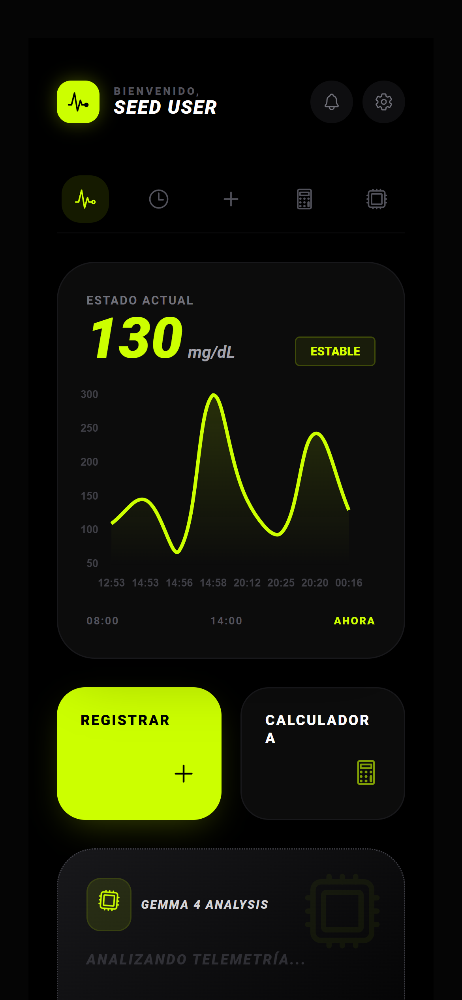 BIENVENIDO,
SEED USER
ESTADO ACTUAL
130 mg/dL
ESTABLE
300
250
200
150
100
50
12:53 14:53 14:56 14:58 20:12 20:25 20:20 00:16
08:00 14:00 AHORA
REGISTRAR
CALCULADOR
A
GEMMA 4 ANALYSIS
ANALIZANDO TELEMETRÍA...